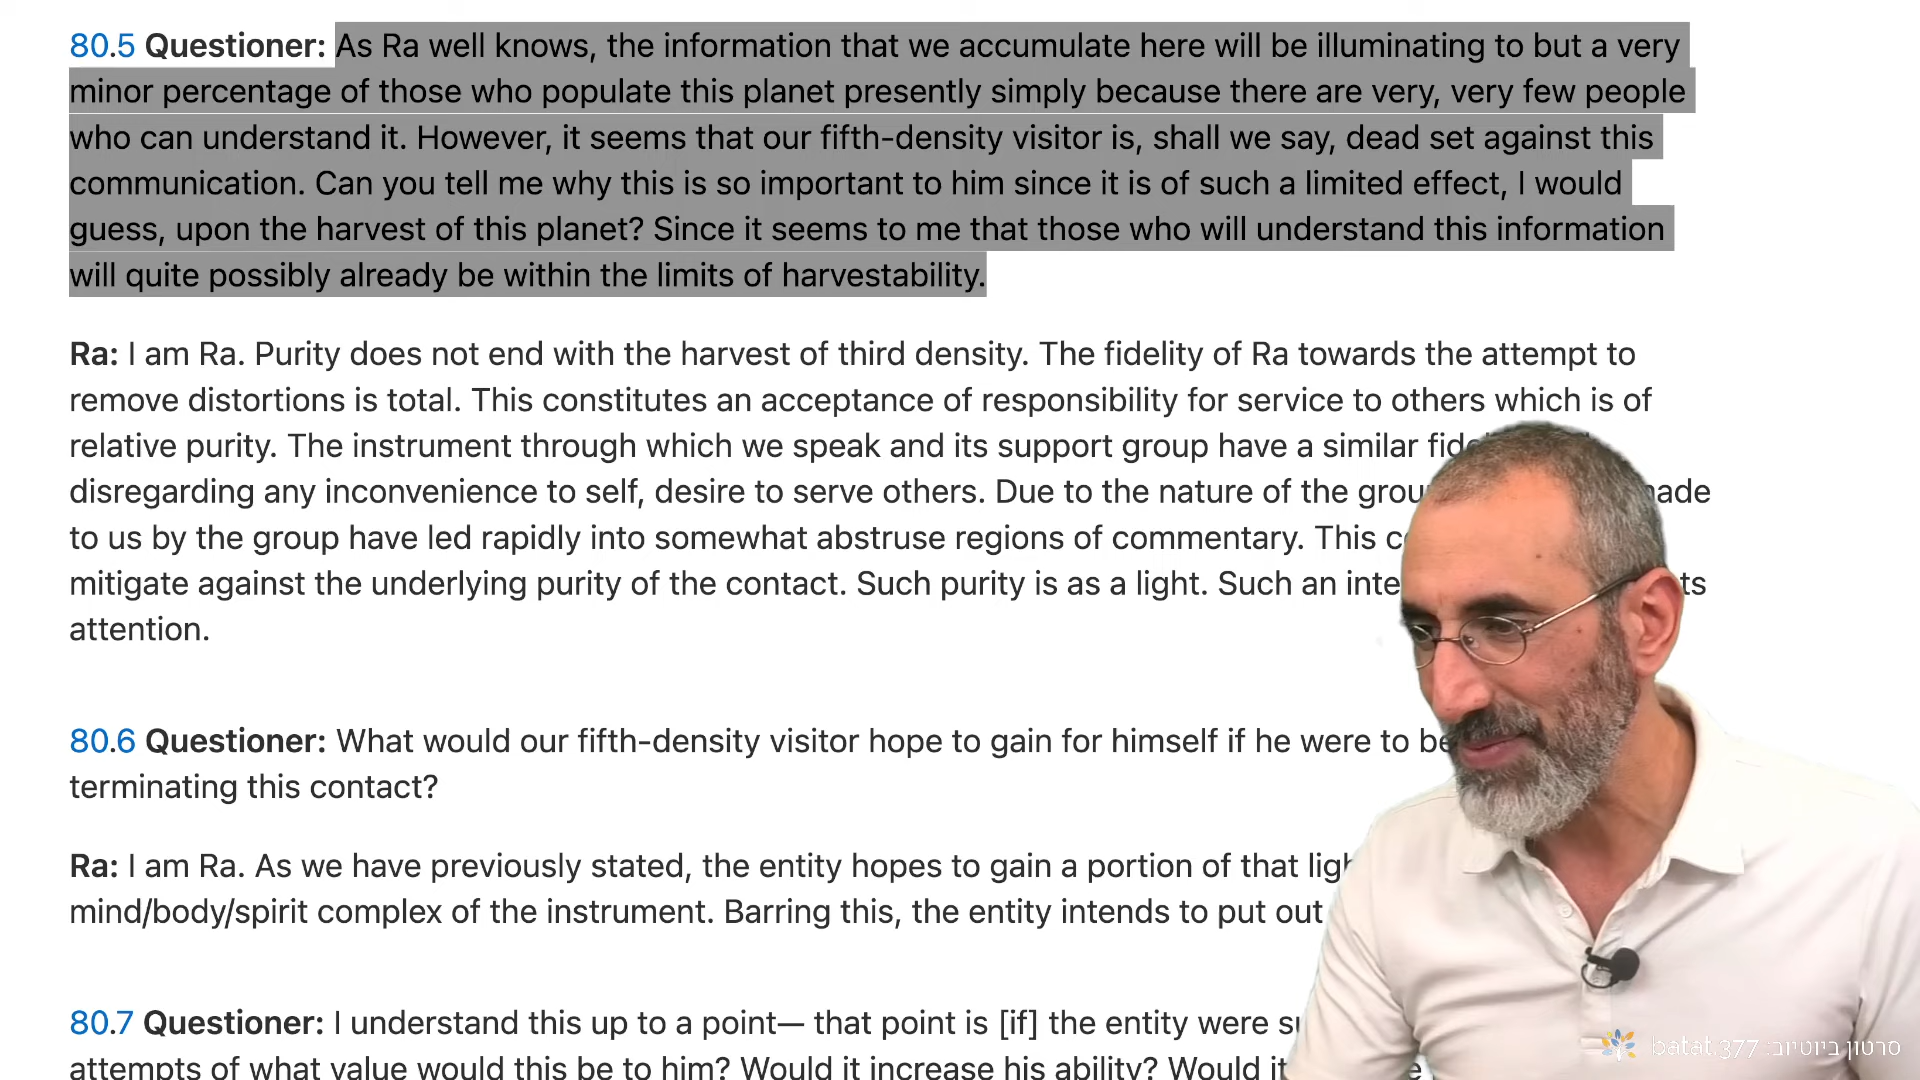 80.5 Questioner: As Ra well knows, the information that we accumulate here will be illuminating to but a very
minor percentage of those who populate this planet presently simply because there are very, very few people
who can understand it. However, it seems that our fifth-density visitor is, shall we say, dead set against this
communication. Can you tell me why this is so important to him since it is of such a limited effect, I would
guess, upon the harvest of this planet? Since it seems to me that those who will understand this information
will quite possibly already be within the limits of harvestability.
Ra: I am Ra. Purity does not end with the harvest of third density. The fidelity of Ra towards the attempt to
remove distortions is total. This constitutes an acceptance of responsibility for service to others which is of
relative purity. The instrument through which we speak and its support group have a similar
disregarding any inconvenience to self, desire to serve others. Due to the nature of the
to us by the group have led rapidly into somewhat abstruse regions of commentary. This
mitigate against the underlying purity of the contact. Such purity is as a light. Such an
attention.
80.6 Questioner: What would our fifth-density visitor hope to gain for himself if he were to
terminating this contact?
Ra: I am Ra. As we have previously stated, the entity hopes to gain a portion of that
mind/body/spirit complex of the instrument. Barring this, the entity intends to put out
80.7 Questioner: I understand this up to a point— that point is [if] the entity were
attempts of what value would this be to him? Would it increase his ability? Would it
סרטון ביוטיוב: batat.377